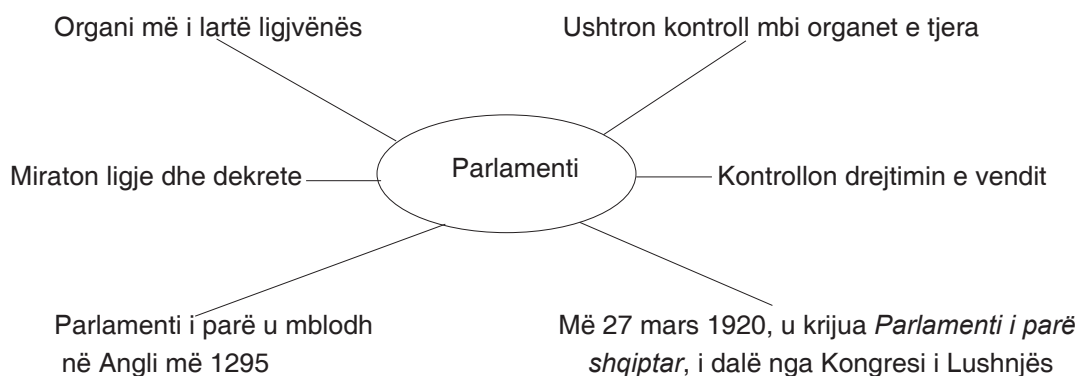 Organi më i lartë ligjvënës
Ushtron kontroll mbi organet e tjera
Parlamenti
Miraton ligje dhe dekrete
Kontrollon drejtimin e vendit
Parlamenti i parë u mblodh
në Angli më 1295
Më 27 mars 1920, u krijua Parlamenti i parë
shqiptar, i dalë nga Kongresi i Lushnjës